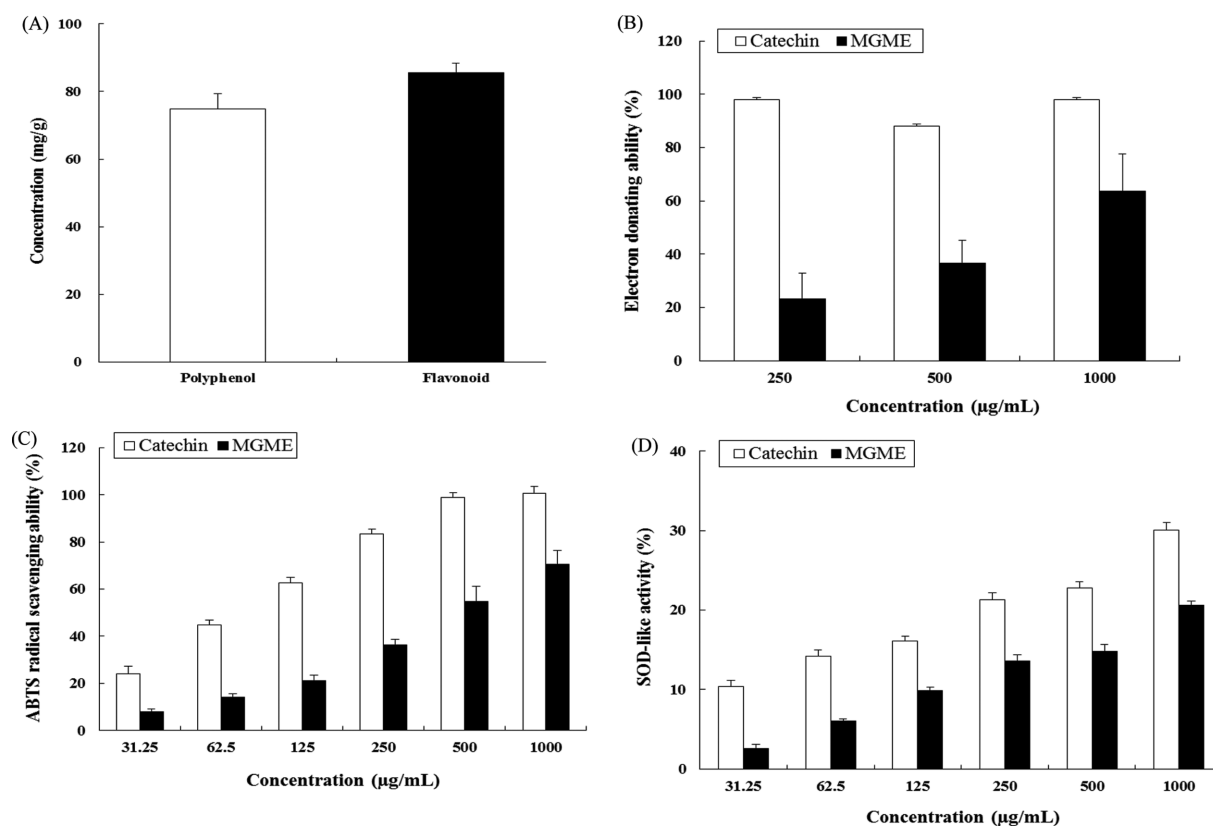 (A)
100
80
60
40
20
0
Concentration (mg/g)
Polyphenol Flavonoid
(B)
Catechin MGME
120
100
80
60
40
20
0
Electron donating ability (%)
250 500 1000
Concentration (µg/mL)
(C)
Catechin MGME
120
100
80
60
40
20
0
ABTS radical scavenging ability (%)
31.25 62.5 125 250 500 1000
Concentration (µg/mL)
(D)
Catechin MGME
40
30
20
10
0
SOD-like activity (%)
31.25 62.5 125 250 500 1000
Concentration (µg/mL)